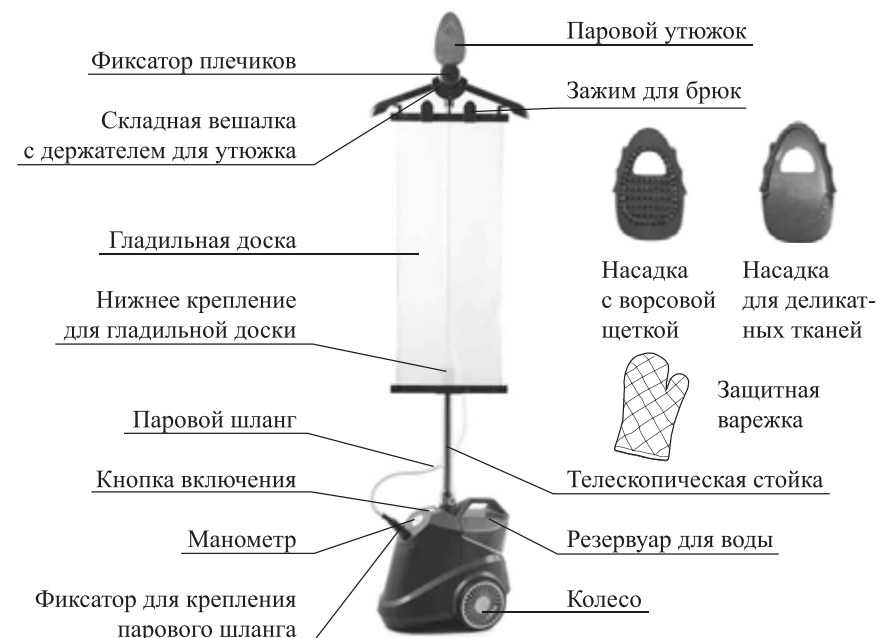 Паровой утюжок
Фиксатор плечиков
Зажим для брюк
Складная вешалка
с держателем для утюжка
Гладильная доска
Насадка
с ворсовой
щеткой
Насадка
для деликат-
ных тканей
Нижнее крепление
для гладильной доски
Защитная
варежка
Паровой шланг
Кнопка включения
Телескопическая стойка
Манометр
Резервуар для воды
Фиксатор для крепления
парового шланга
Колесо